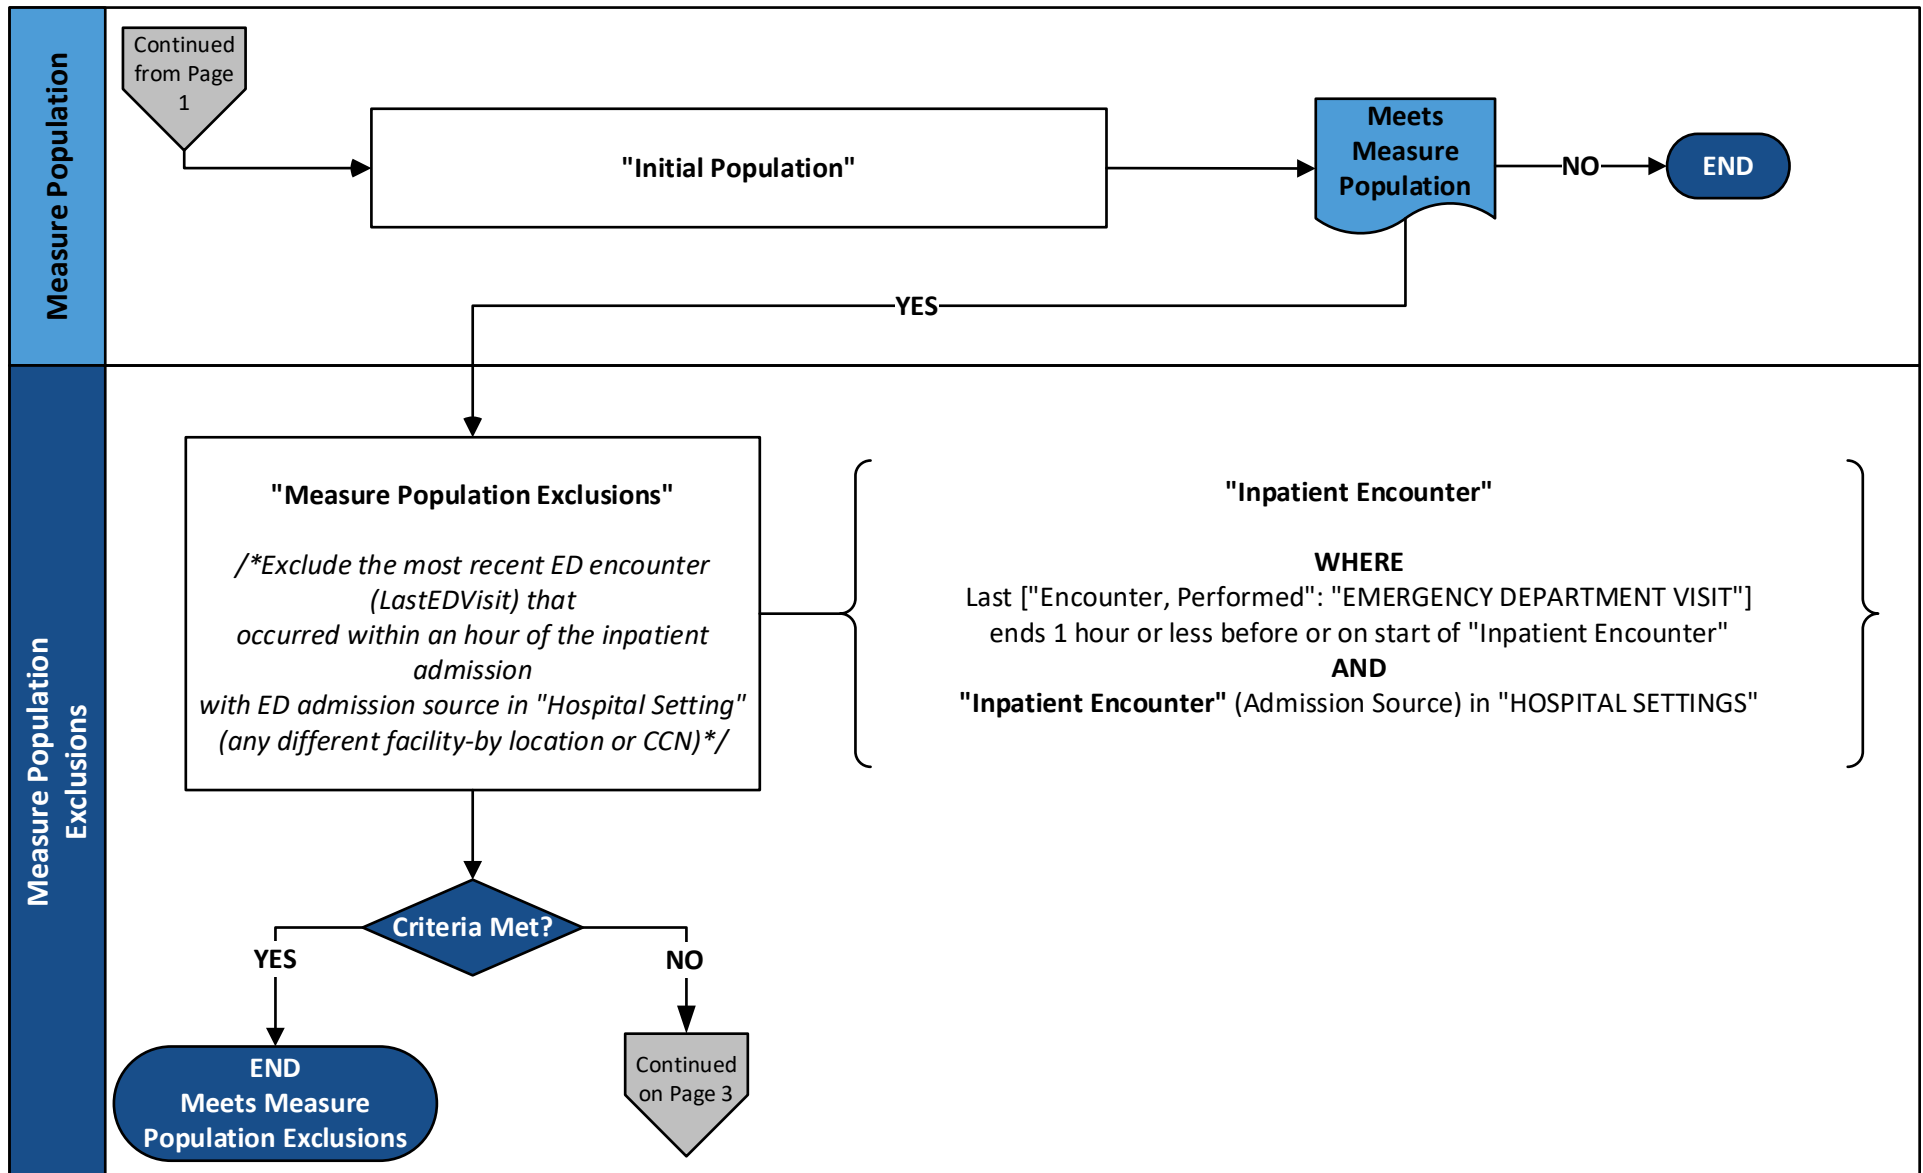 Measure Population
Continued
from Page
1
"Initial Population"
Meets
Measure
Population
NO
END
YES
Measure Population
Exclusions
"Measure Population Exclusions"
/*Exclude the most recent ED encounter
(LastEDVisit) that
occurred within an hour of the inpatient
admission
with ED admission source in "Hospital Setting"
(any different facility-by location or CCN)*/
"Inpatient Encounter"
WHERE
Last ["Encounter, Performed": "EMERGENCY DEPARTMENT VISIT"]
ends 1 hour or less before or on start of "Inpatient Encounter"
AND
"Inpatient Encounter" (Admission Source) in "HOSPITAL SETTINGS"
Criteria Met?
YES
NO
END
Meets Measure
Population Exclusions
Continued
on Page 3